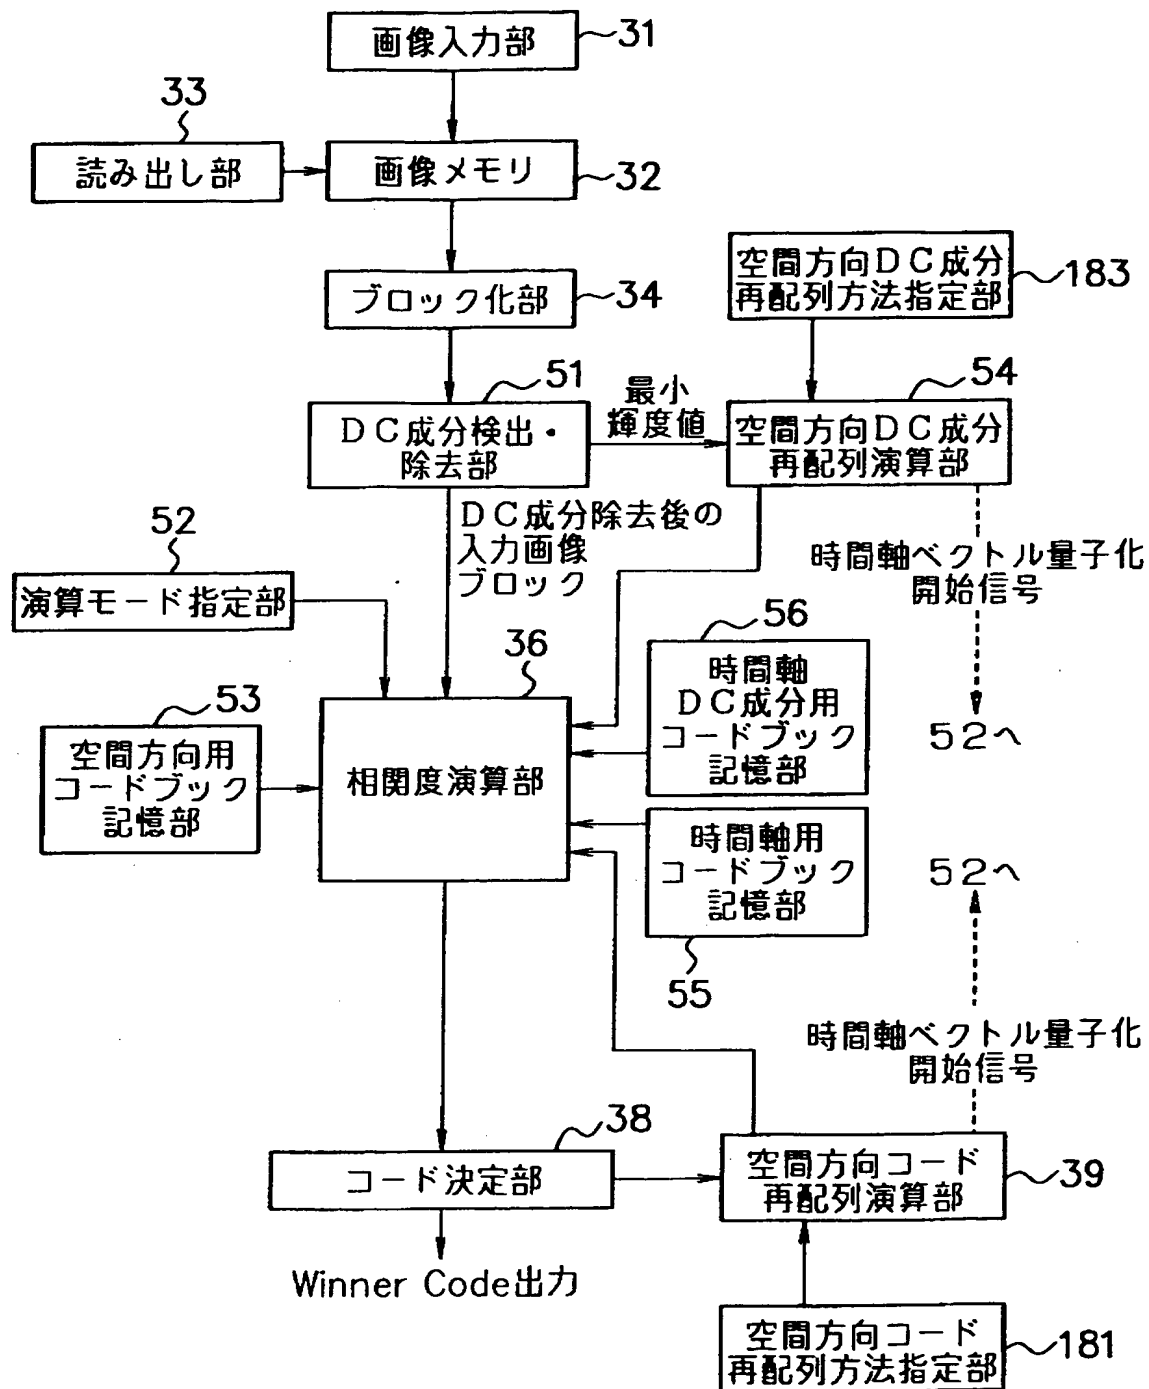 画像入力部
31
33
読み出し部
画像メモリ
32
ブロック化部
34
空間方向DC成分
再配列方法指定部
183
51
DC成分検出・
除去部
最小
輝度値
54
空間方向DC成分
再配列演算部
DC成分除去後の
入力画像
ブロック
時間軸ベクトル量子化
開始信号
52へ
52
演算モード指定部
53
空間方向用
コードブック
記憶部
36
相関度演算部
56
時間軸
DC成分用
コードブック
記憶部
時間軸用
コードブック
記憶部
55
52へ
時間軸ベクトル量子化
開始信号
38
コード決定部
空間方向コード
再配列演算部
39
Winner Code出力
空間方向コード
再配列方法指定部
181